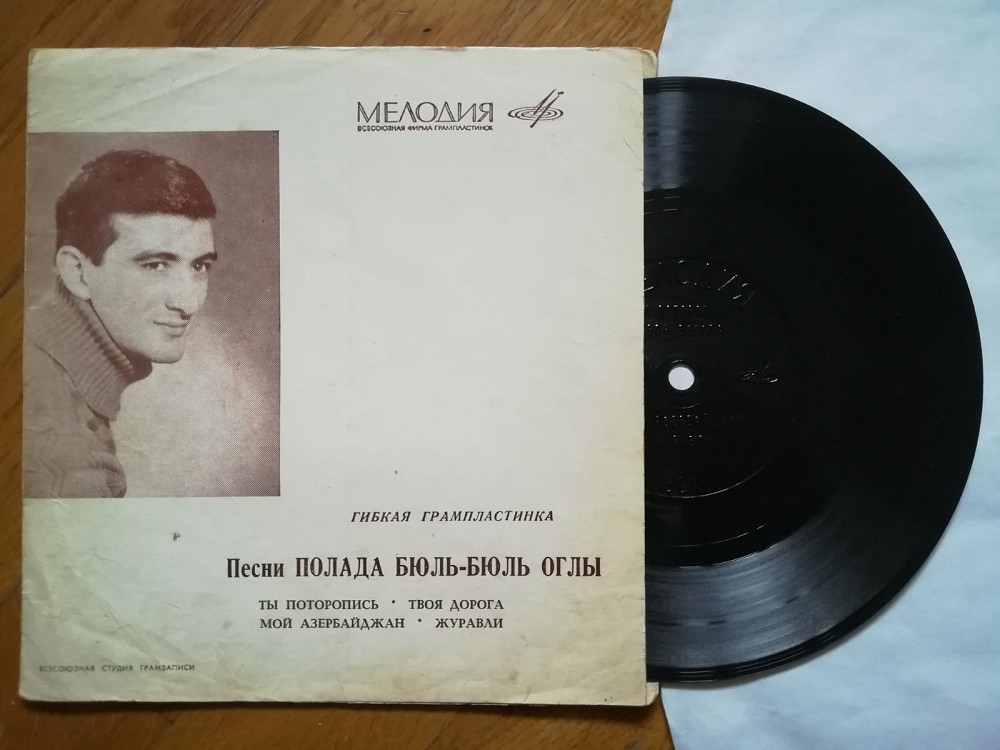 МЕЛОДИЯ
ВСЕСОЮЗНАЯ ФИРМА ГРАМПЛАСТИНОК
ГИБКАЯ ГРАМПЛАСТИНКА
Песни ПОЛАДА БЮЛЬ-БЮЛЬ ОГЛЫ
ТЫ ПОТОРОПИСЬ • ТВОЯ ДОРОГА
МОЙ АЗЕРБАЙДЖАН • ЖУРАВЛИ
ВСЕСОЮЗНАЯ СТУДИЯ ГРАМЗАПИСИ